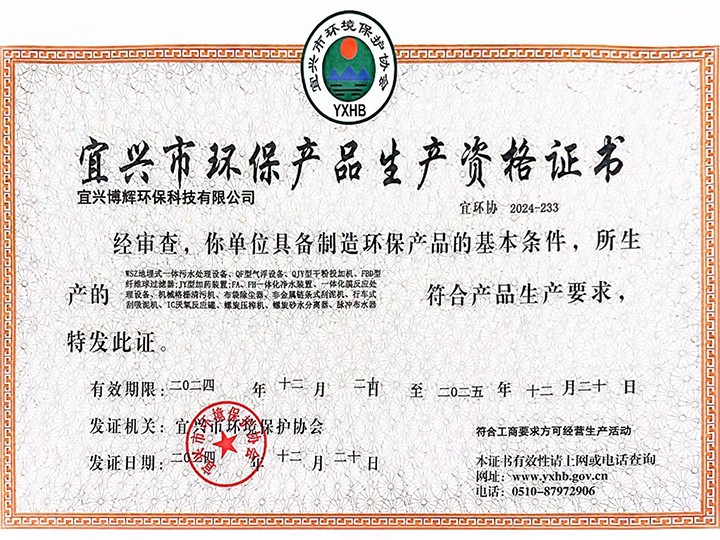 宜兴市环境保护协会
YXHB
宜兴市环保产品生产资格证书
宜兴博辉环保科技有限公司
宜环协 2024-233
经审查，你单位具备制造环保产品的基本条件，所生
产的 WSZ地埋式一体污水处理设备、QF型气浮设备、QJY型干粉投加机、FBD型
纤维球过滤器;JY型加药装置;FA、FB一体化净水装置、一体化膜反应处
理设备、机械格栅清污机、布袋除尘器、非金属链条式刮泥机、行车式
刮吸泥机、TC厌氧反应罐、螺旋压榨机、螺旋砂水分离器、脉冲布水器
符合产品生产要求，
特发此证。
有效期限：二〇二四 年 十二 月 二十日 至 二〇二五 年 十二 月 二十 日
发证机关：宜兴市环境保护协会
发证日期：二〇二四 年 十二 月 二十 日
宜兴市环境保护协会
符合工商要求方可经营生产活动
本证书有效性请上网或电话查询
网址：www.yxhb.gov.cn
电话：0510-87972906